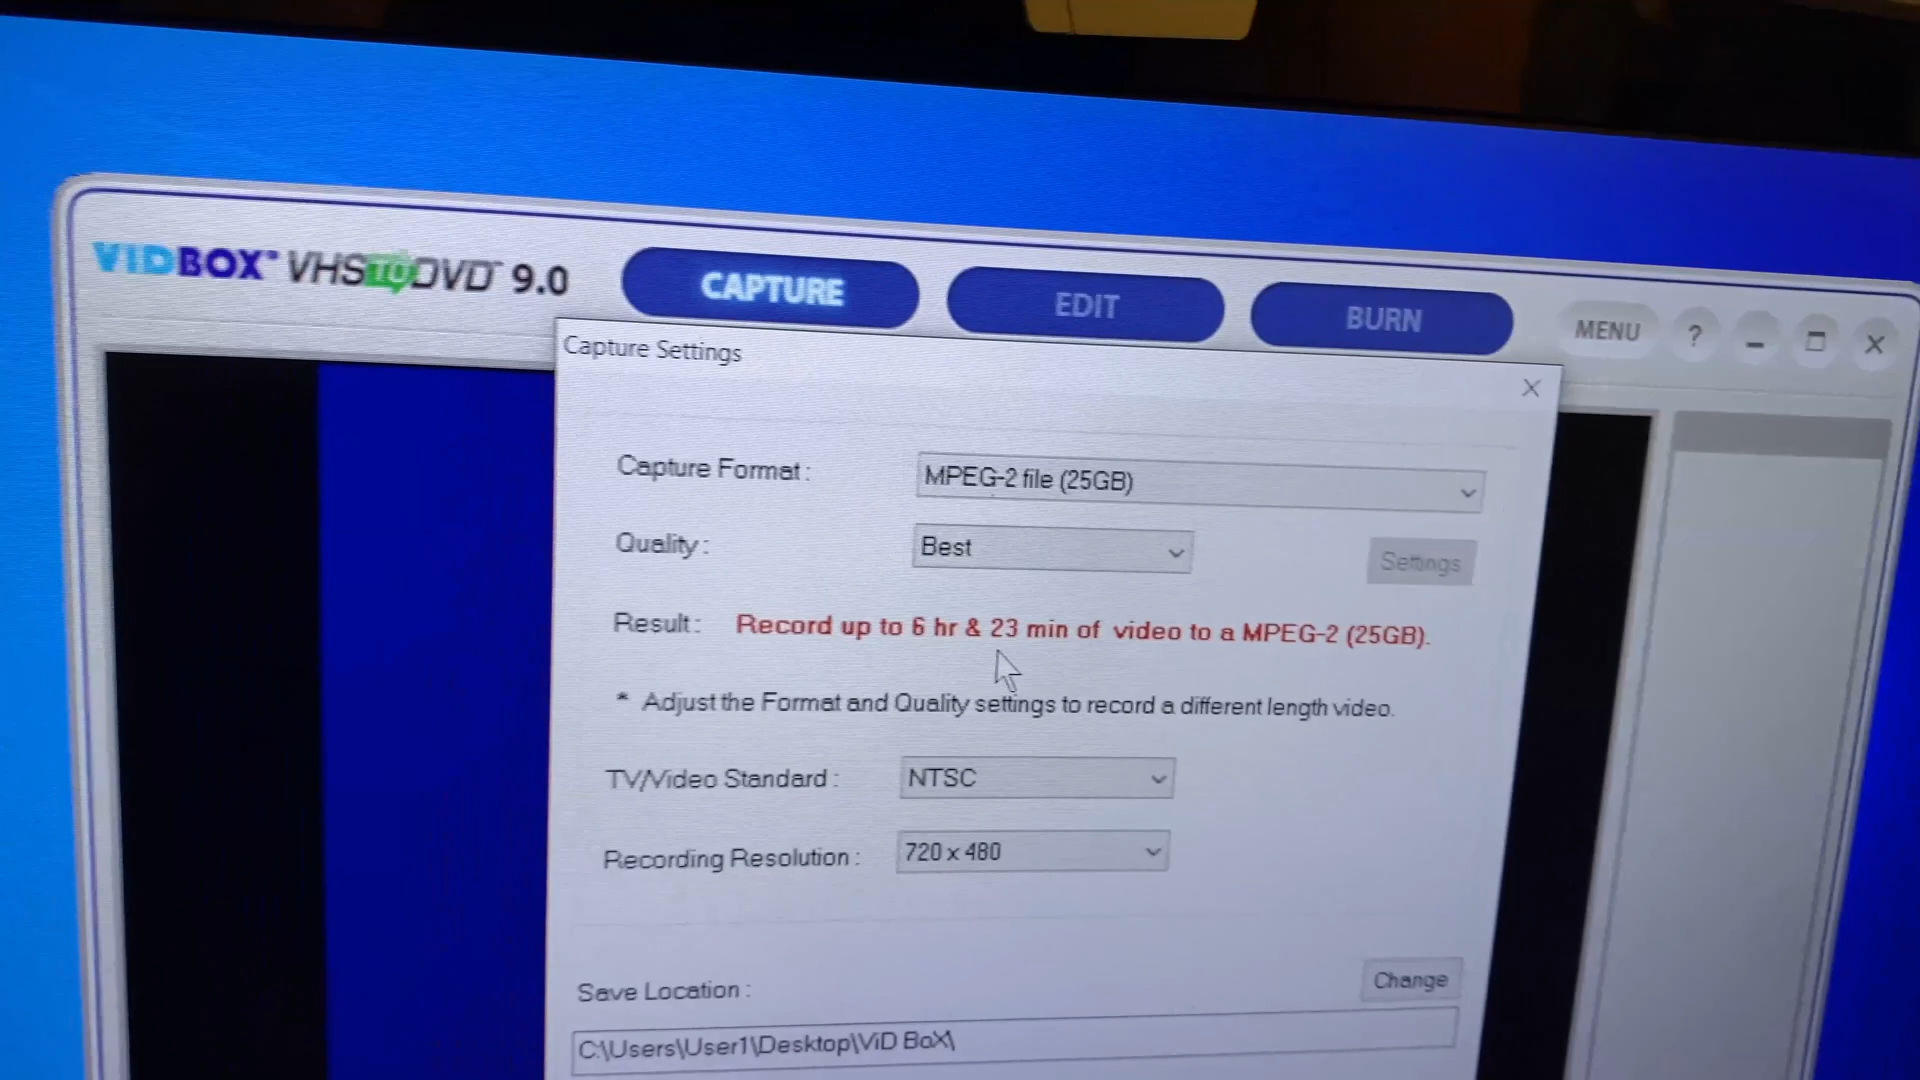 VIDBOX™ VHS TO DVD™ 9.0
CAPTURE
EDIT
BURN
MENU
?
Capture Settings
Capture Format :
MPEG-2 file (25GB)
Quality :
Best
Settings
Result : Record up to 6 hr & 23 min of video to a MPEG-2 (25GB).
* Adjust the Format and Quality settings to record a different length video.
TV/Video Standard :
NTSC
Recording Resolution :
720 x 480
Save Location :
Change
C:\Users\User1\Desktop\ViD BoX\